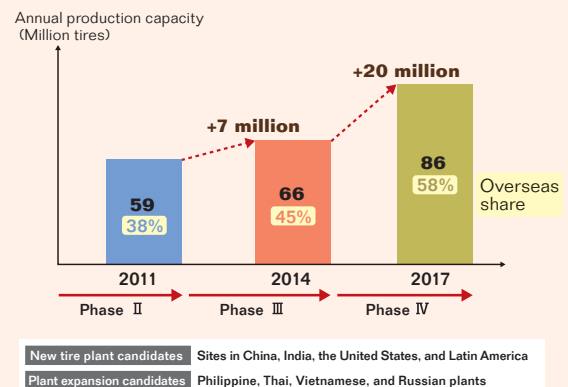 Annual production capacity
(Million tires)
+20 million
+7 million
86
58%
Overseas
share
66
45%
59
38%
2011
2014
2017
Phase Ⅱ
Phase Ⅲ
Phase Ⅳ
New tire plant candidates Sites in China, India, the United States, and Latin America
Plant expansion candidates Philippine, Thai, Vietnamese, and Russian plants